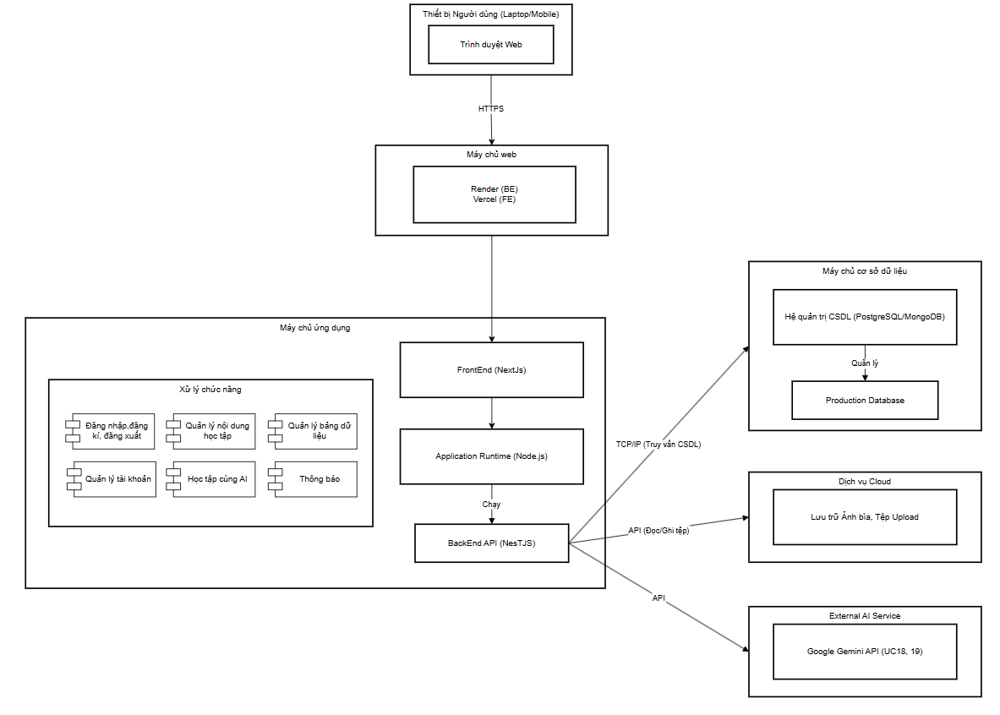 Thiết bị Người dùng (Laptop/Mobile)
Trình duyệt Web
HTTPS
Máy chủ web
Render (BE)
Vercel (FE)
Máy chủ ứng dụng
FrontEnd (NextJs)
Xử lý chức năng
Đăng nhập,đăng
kí, đăng xuất
Quản lý nội dung
học tập
Quản lý bảng dữ
liệu
Quản lý tài khoản
Học tập cùng AI
Thông báo
Application Runtime (Node.js)
Chạy
BackEnd API (NesTJS)
TCP/IP (Truy vấn CSDL)
API (Đọc/Ghi tệp)
API
Máy chủ cơ sở dữ liệu
Hệ quản trị CSDL (PostgreSQL/MongoDB)
Quản lý
Production Database
Dịch vụ Cloud
Lưu trữ Ảnh bìa, Tệp Upload
External AI Service
Google Gemini API (UC18, 19)